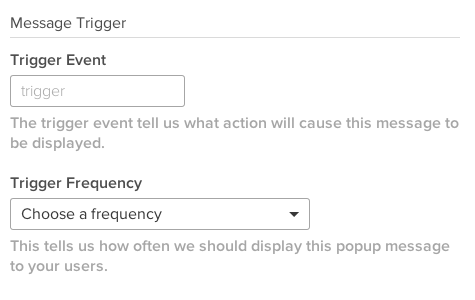 Message Trigger
Trigger Event
trigger
The trigger event tell us what action will cause this message to
be displayed.
Trigger Frequency
Choose a frequency
This tells us how often we should display this popup message
to your users.